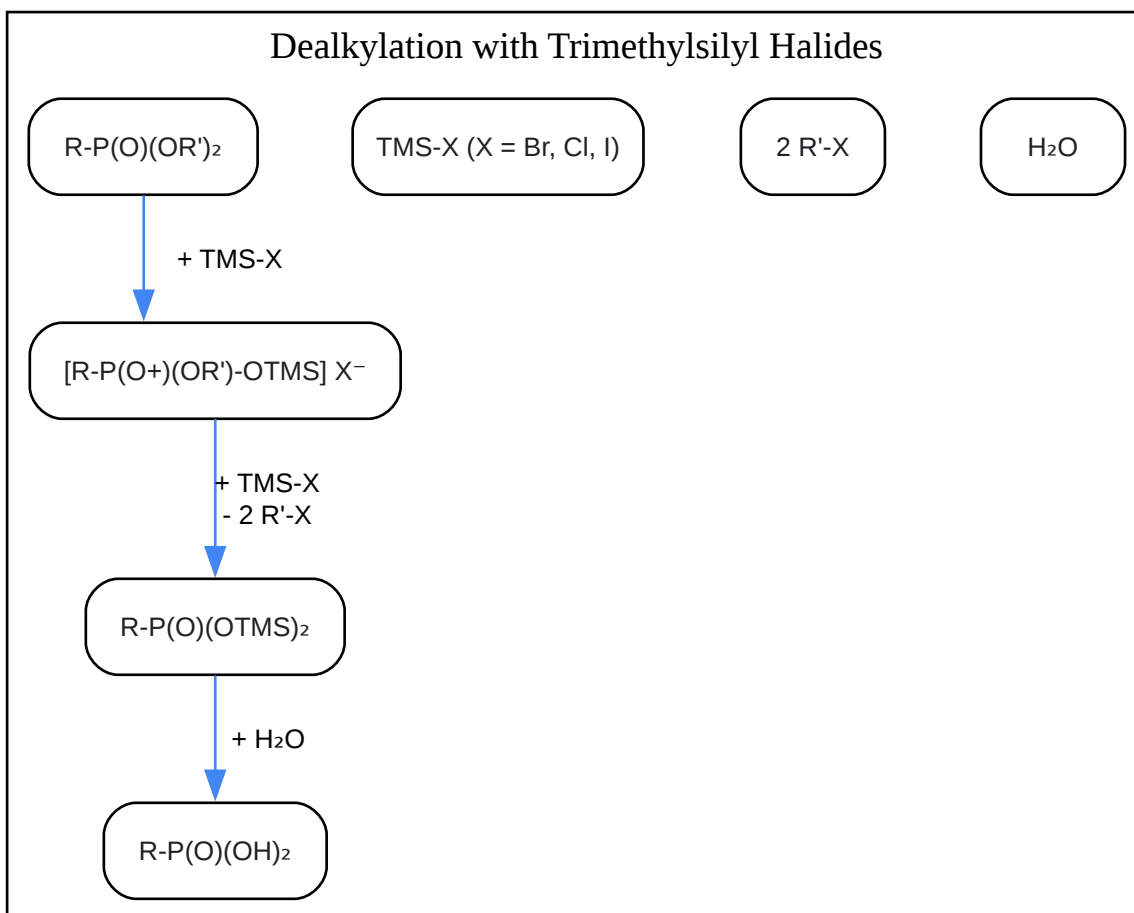 Dealkylation with Trimethylsilyl Halides
R-P(O)(OR')₂
TMS-X (X = Br, Cl, I)
2 R'-X
H₂O
+ TMS-X
[R-P(O+)(OR')-OTMS] X⁻
+ TMS-X
- 2 R'-X
R-P(O)(OTMS)₂
+ H₂O
R-P(O)(OH)₂